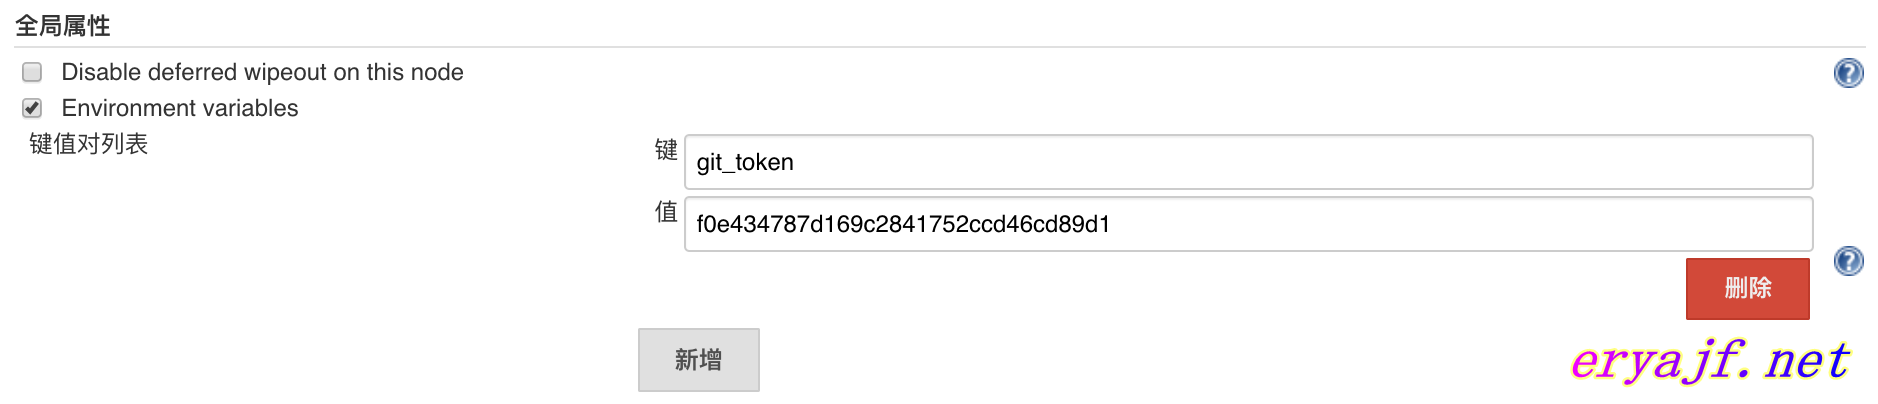 全局属性
Disable deferred wipeout on this node
Environment variables
键值对列表
键
git_token
值
f0e434787d169c2841752ccd46cd89d1
删除
新增
eryajf.net